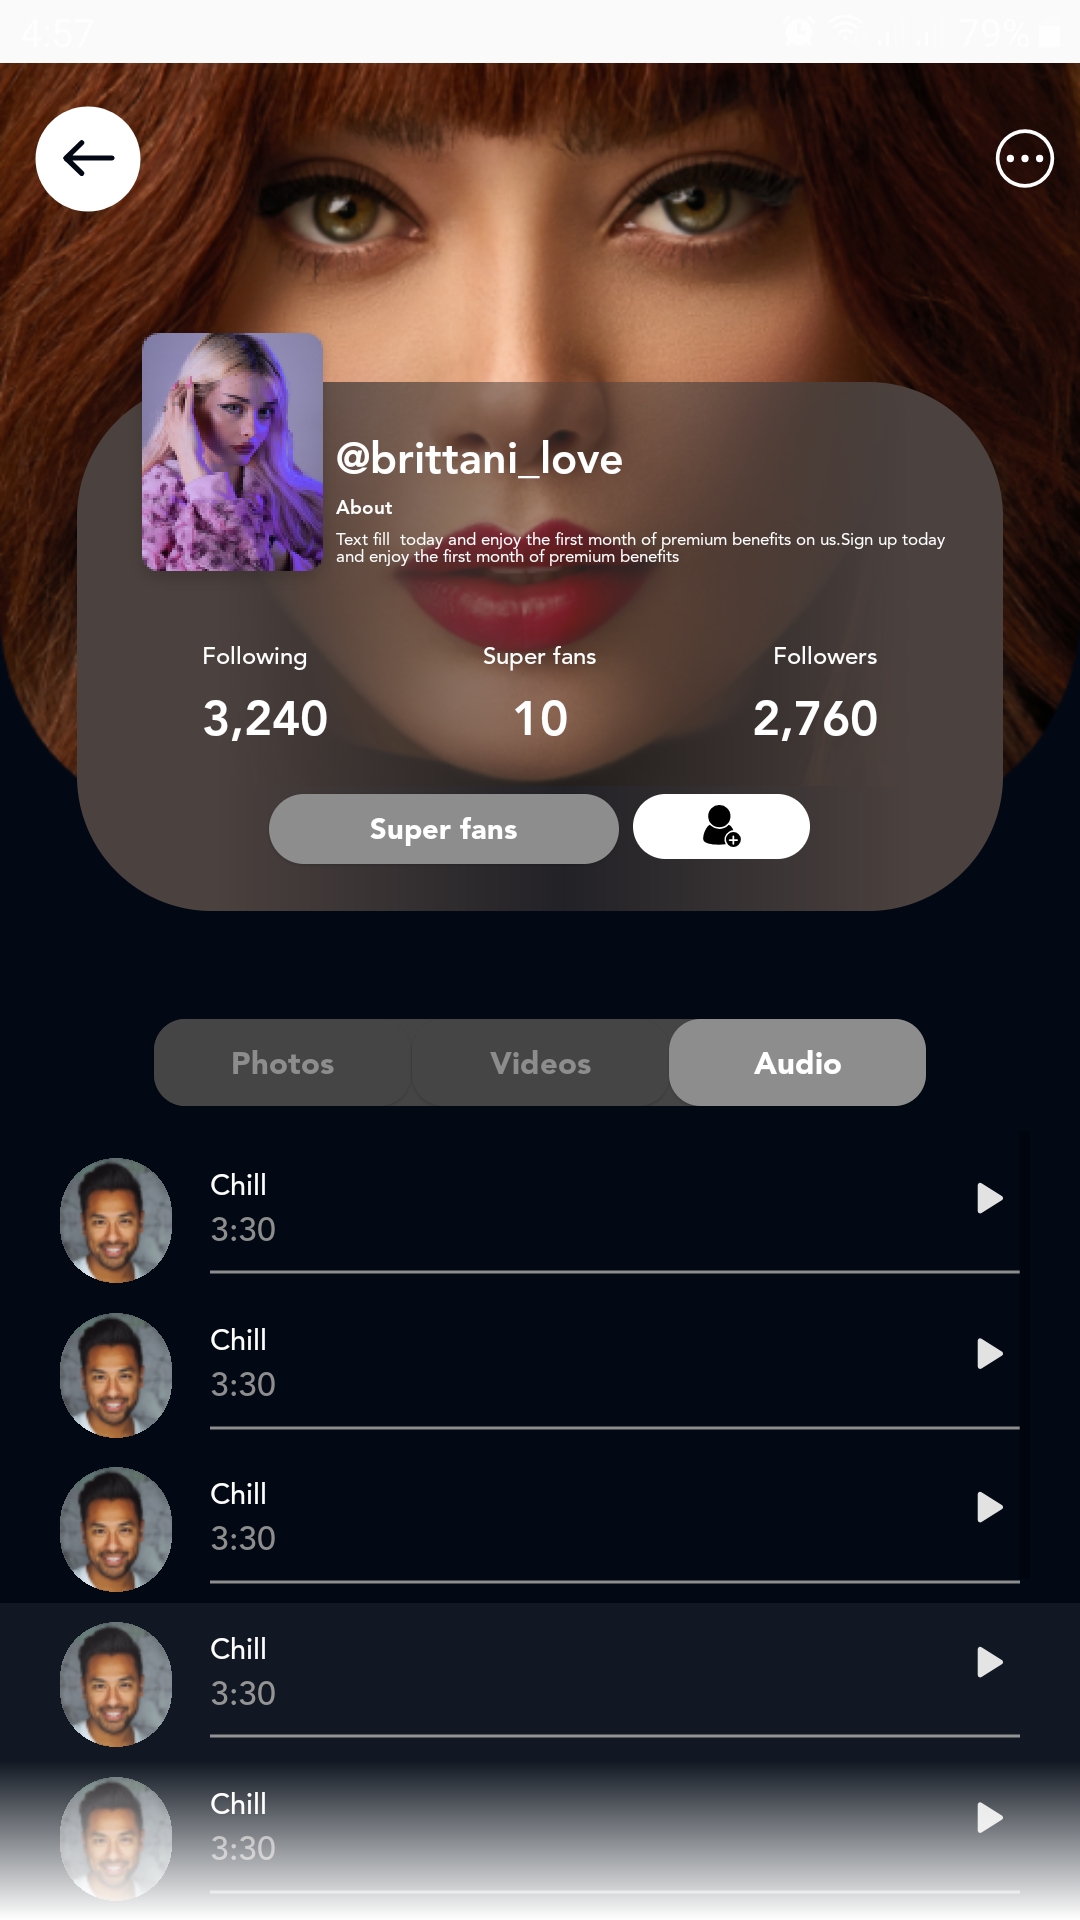 4:57 79%
@brittani_love
About
Text fill today and enjoy the first month of premium benefits on us.Sign up today
and enjoy the first month of premium benefits
Following Super fans Followers
3,240 10 2,760
Super fans
Photos Videos Audio
Chill
3:30
Chill
3:30
Chill
3:30
Chill
3:30
Chill
3:30